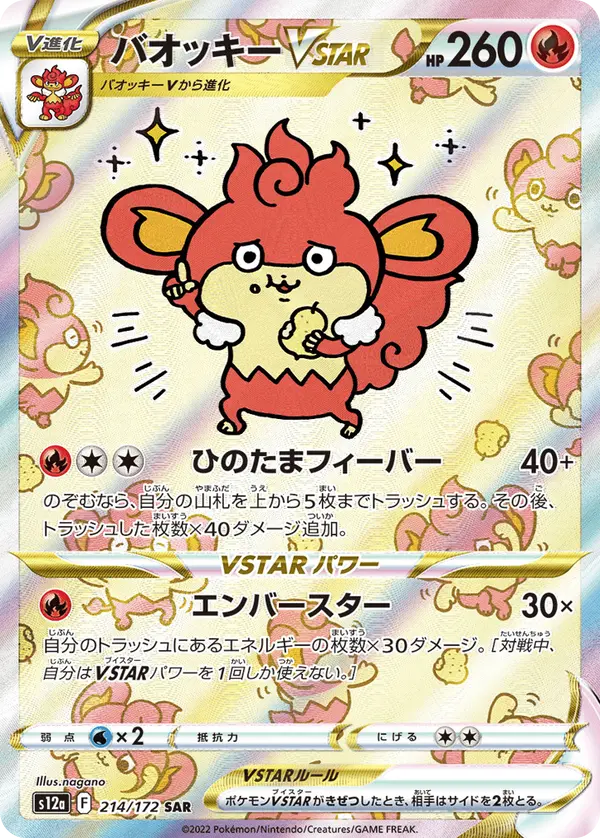 V進化
バオッキーVSTAR HP260
バオッキーVから進化
ひのたまフィーバー 40+
のぞむなら、自分の山札を上から5枚までトラッシュする。その後、
トラッシュした枚数×40ダメージ追加。
VSTARパワー
エンバースター 30×
自分のトラッシュにあるエネルギーの枚数×30ダメージ。[対戦中、
自分はVSTARパワーを1回しか使えない。]
弱点 ×2 抵抗力 にげる
Illus.nagano
VSTARルール
s12a F 214/172 SAR
ポケモンVSTARがきぜつしたとき、相手はサイドを2枚とる。
©2022 Pokémon/Nintendo/Creatures/GAME FREAK.